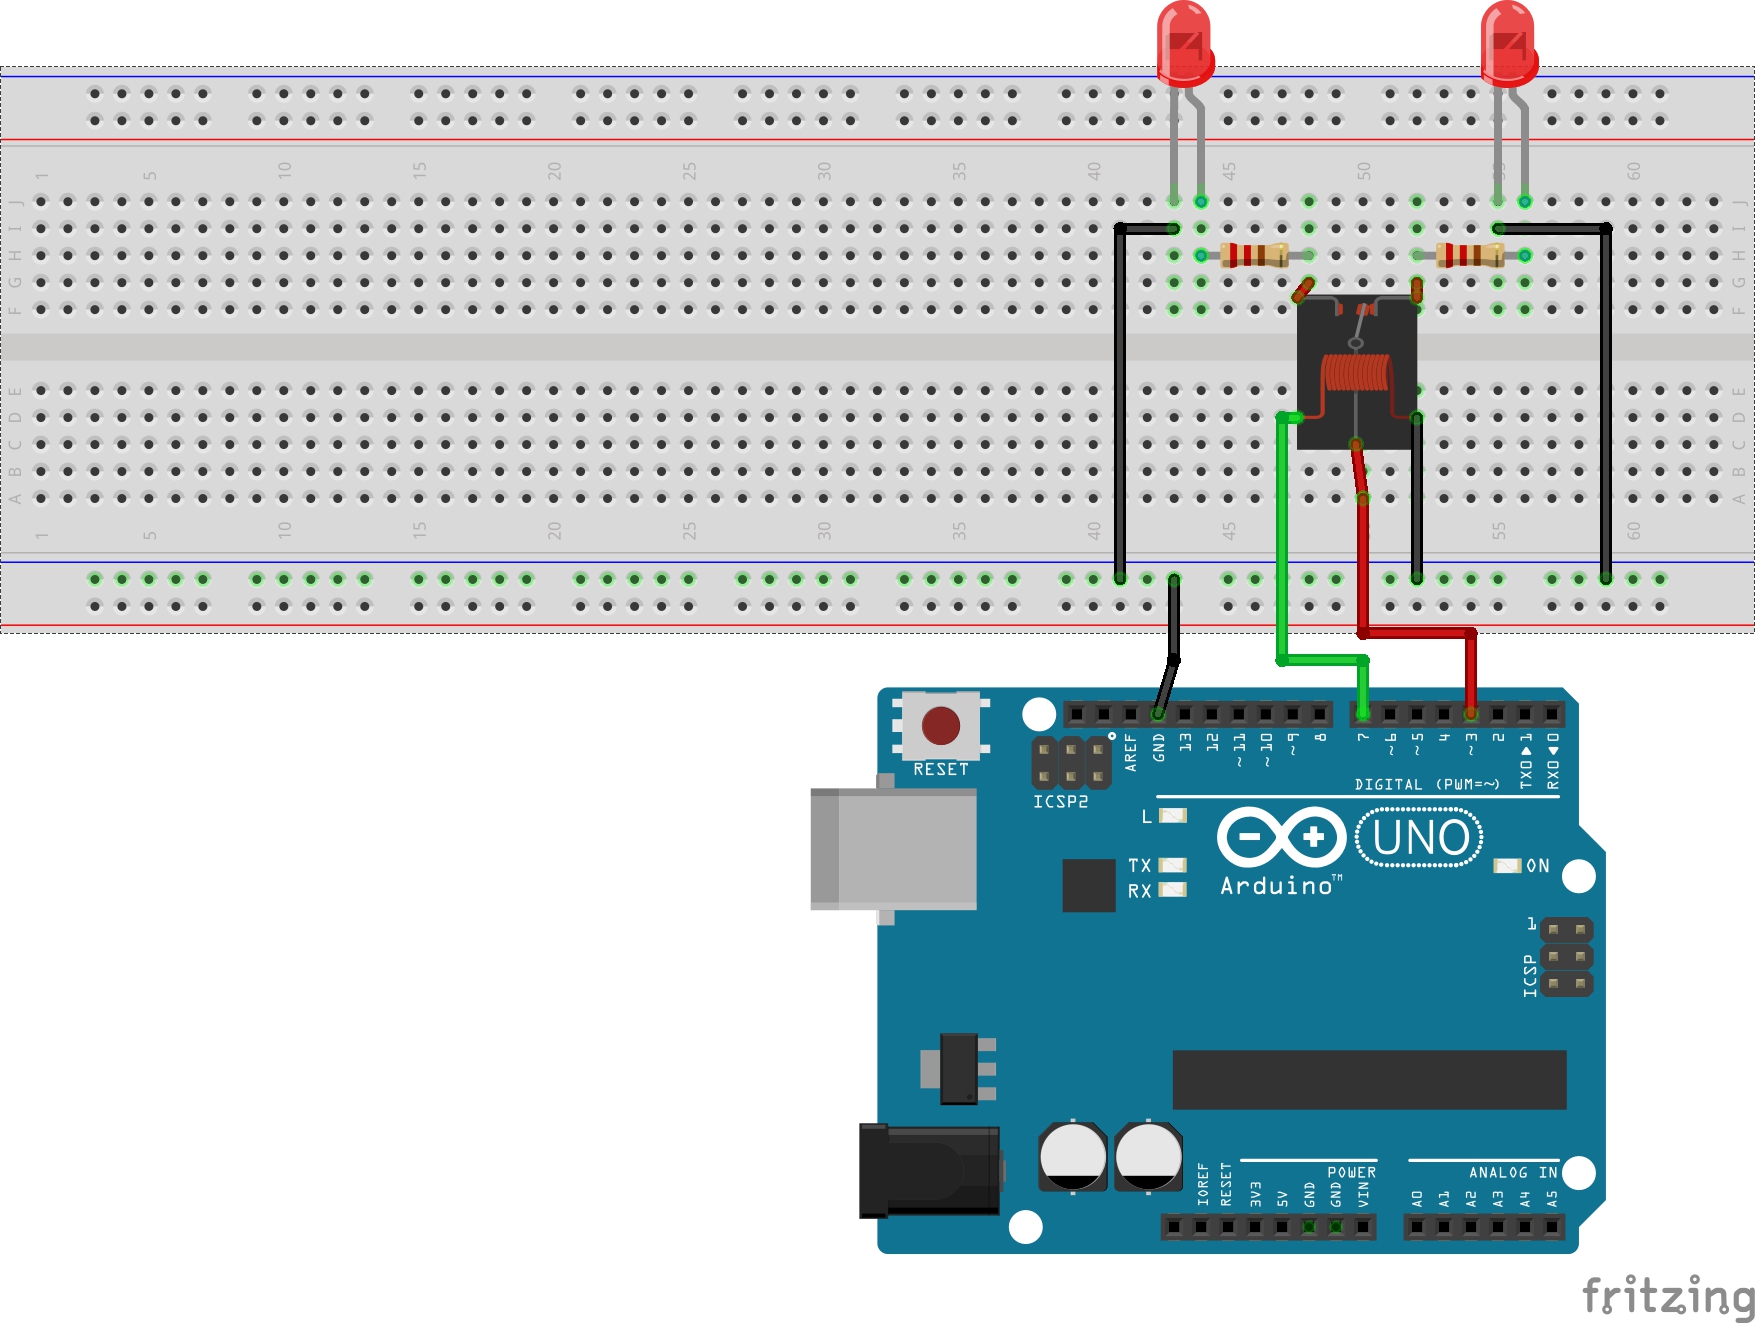 1 5 10 15 20 25 30 35 40 45 50 55 60
J J
I I
H H
G G
F F
E E
D D
C C
B B
A A
1 5 10 15 20 25 30 35 40 45 50 55 60
RESET
AREF
GND
13
12
~11
~10
~9
8
7
~6
~5
4
~3
2
TX0▶1
RX0◀0
DIGITAL (PWM=~)
ICSP2
L
TX
RX
UNO
ON
Arduino™
1
ICSP
IOREF
RESET
3V3
5V
GND
GND
VIN
POWER
ANALOG IN
A0
A1
A2
A3
A4
A5
fritzing